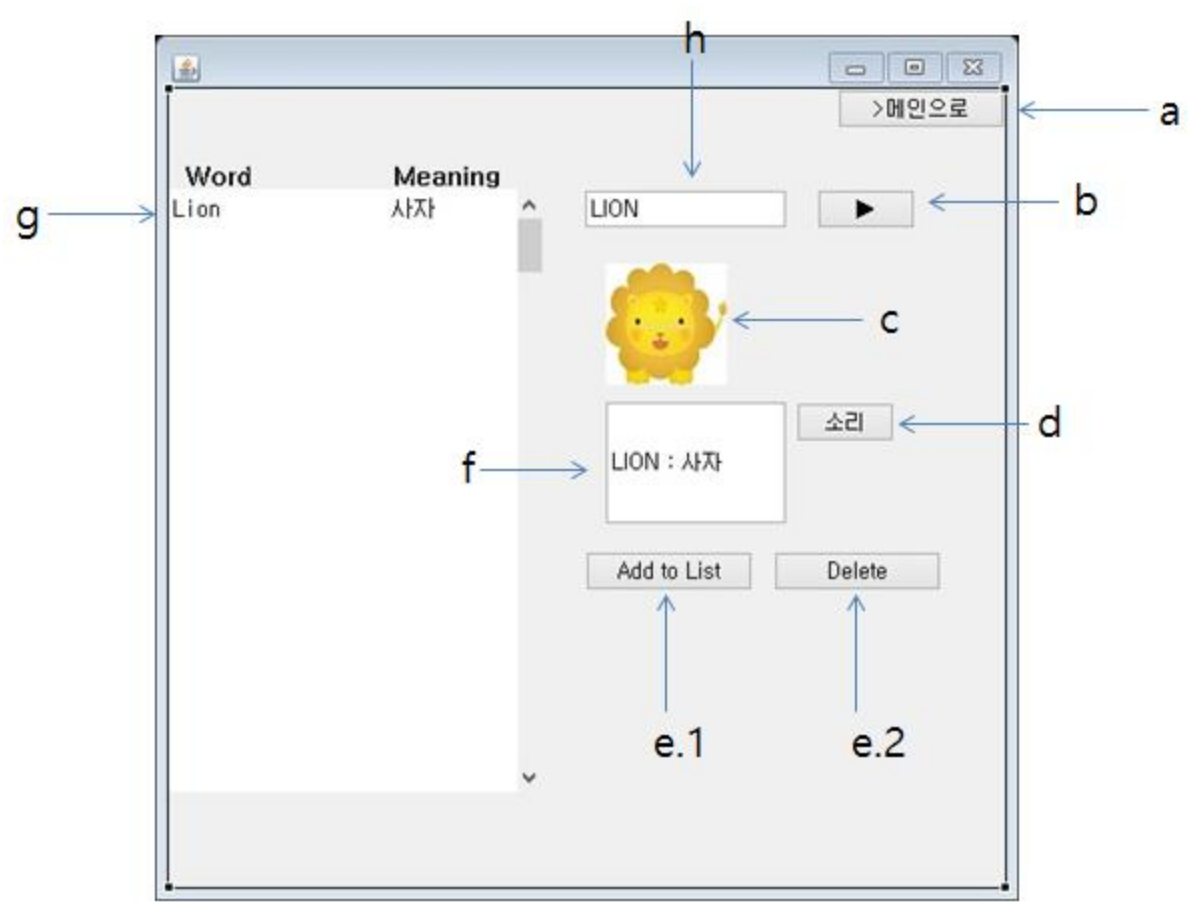 h
>메인으로
a
Word Meaning
g
Lion 사자
LION
▶
b
c
소리
d
f
LION : 사자
Add to List
Delete
e.1
e.2